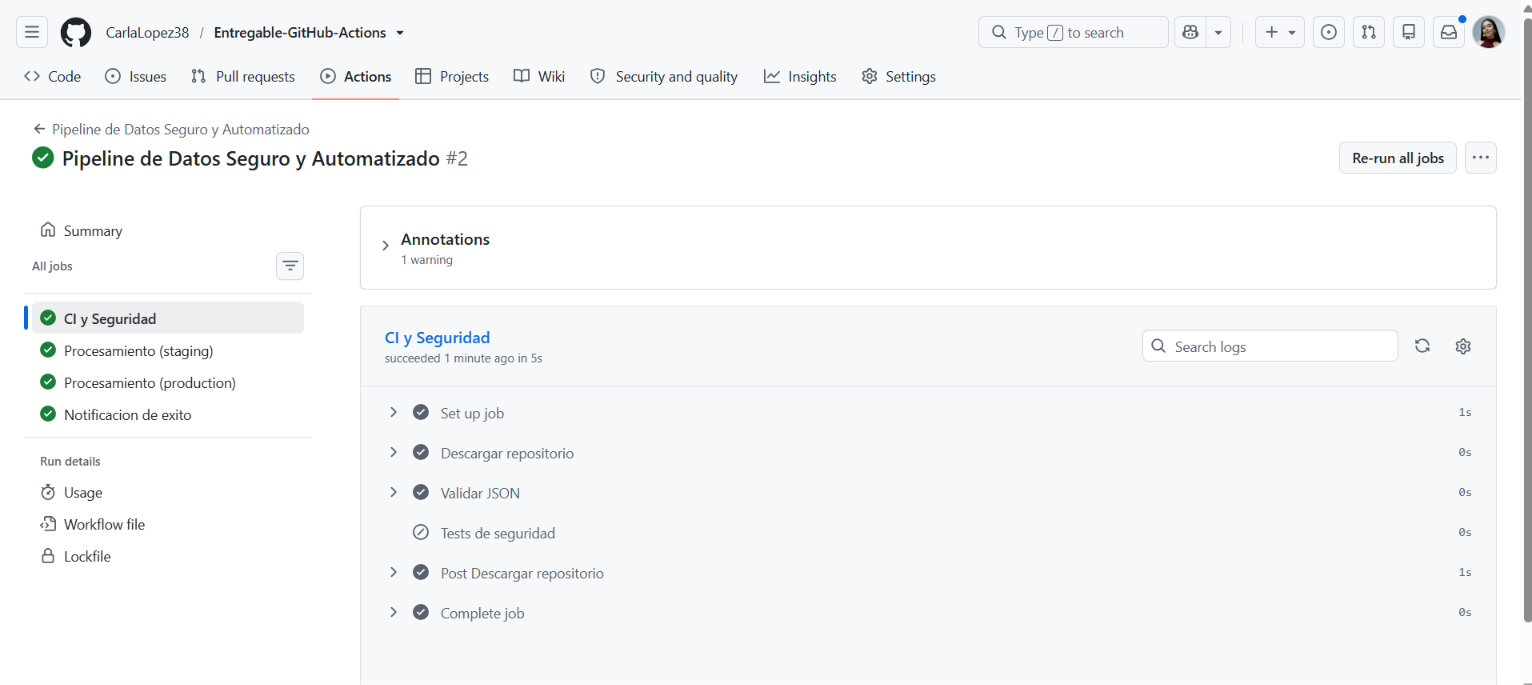 CarlaLopez38 / Entregable-GitHub-Actions
Type / to search
Code
Issues
Pull requests
Actions
Projects
Wiki
Security and quality
Insights
Settings
Pipeline de Datos Seguro y Automatizado
Pipeline de Datos Seguro y Automatizado #2
Re-run all jobs
Summary
All jobs
CI y Seguridad
Procesamiento (staging)
Procesamiento (production)
Notificacion de exito
Run details
Usage
Workflow file
Lockfile
Annotations
1 warning
CI y Seguridad
succeeded 1 minute ago in 5s
Search logs
Set up job 1s
Descargar repositorio 0s
Validar JSON 0s
Tests de seguridad 0s
Post Descargar repositorio 1s
Complete job 0s